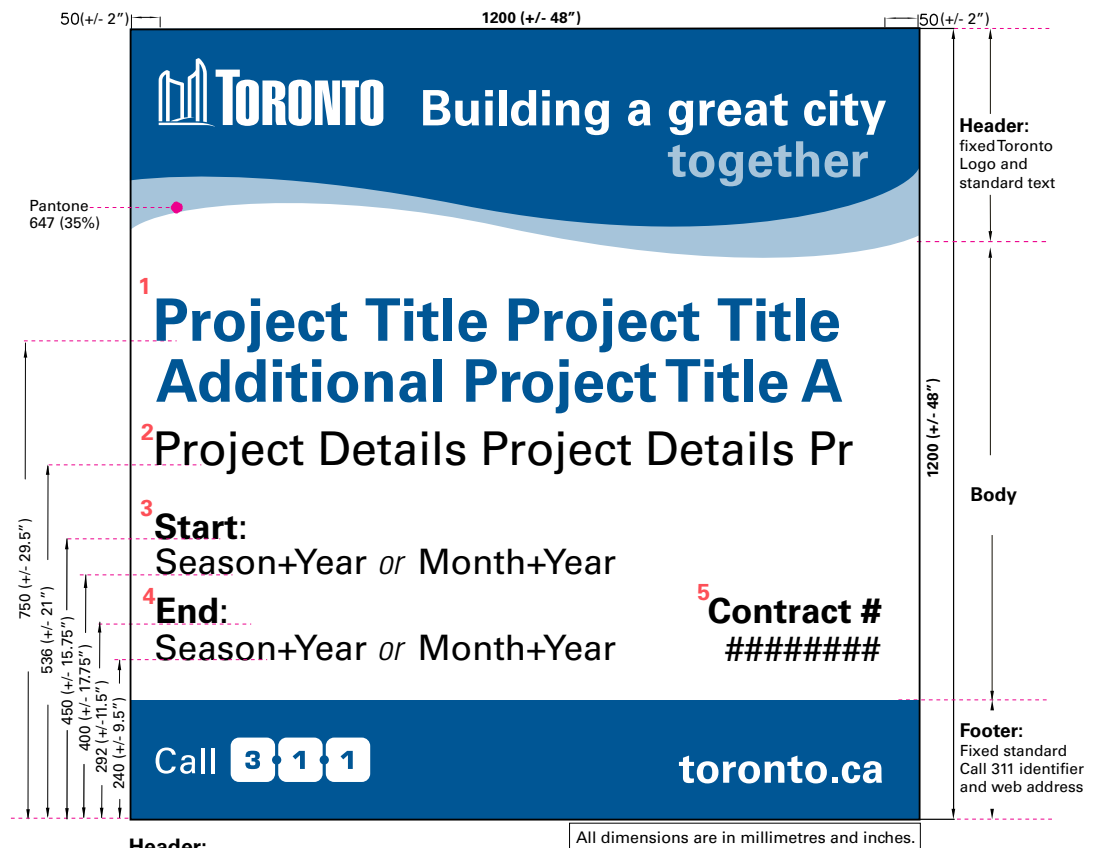 50(+/- 2”)
1200 (+/- 48”)
50(+/- 2”)
TORONTO
Building a great city
together
Header:
fixed Toronto
Logo and
standard text
Pantone
647 (35%)
1
Project Title Project Title
Additional Project Title A
2
Project Details Project Details Pr
3
Start:
Season+Year or Month+Year
4
End:
Season+Year or Month+Year
5
Contract #
########
1200 (+/- 48”)
Body
750 (+/- 29.5”)
536 (+/- 21”)
450 (+/- 15.75”)
400 (+/- 17.75”)
292 (+/-11.5”)
240 (+/- 9.5”)
Call 3 1 1
toronto.ca
Footer:
Fixed standard
Call 311 identifier
and web address
Header:
All dimensions are in millimetres and inches.